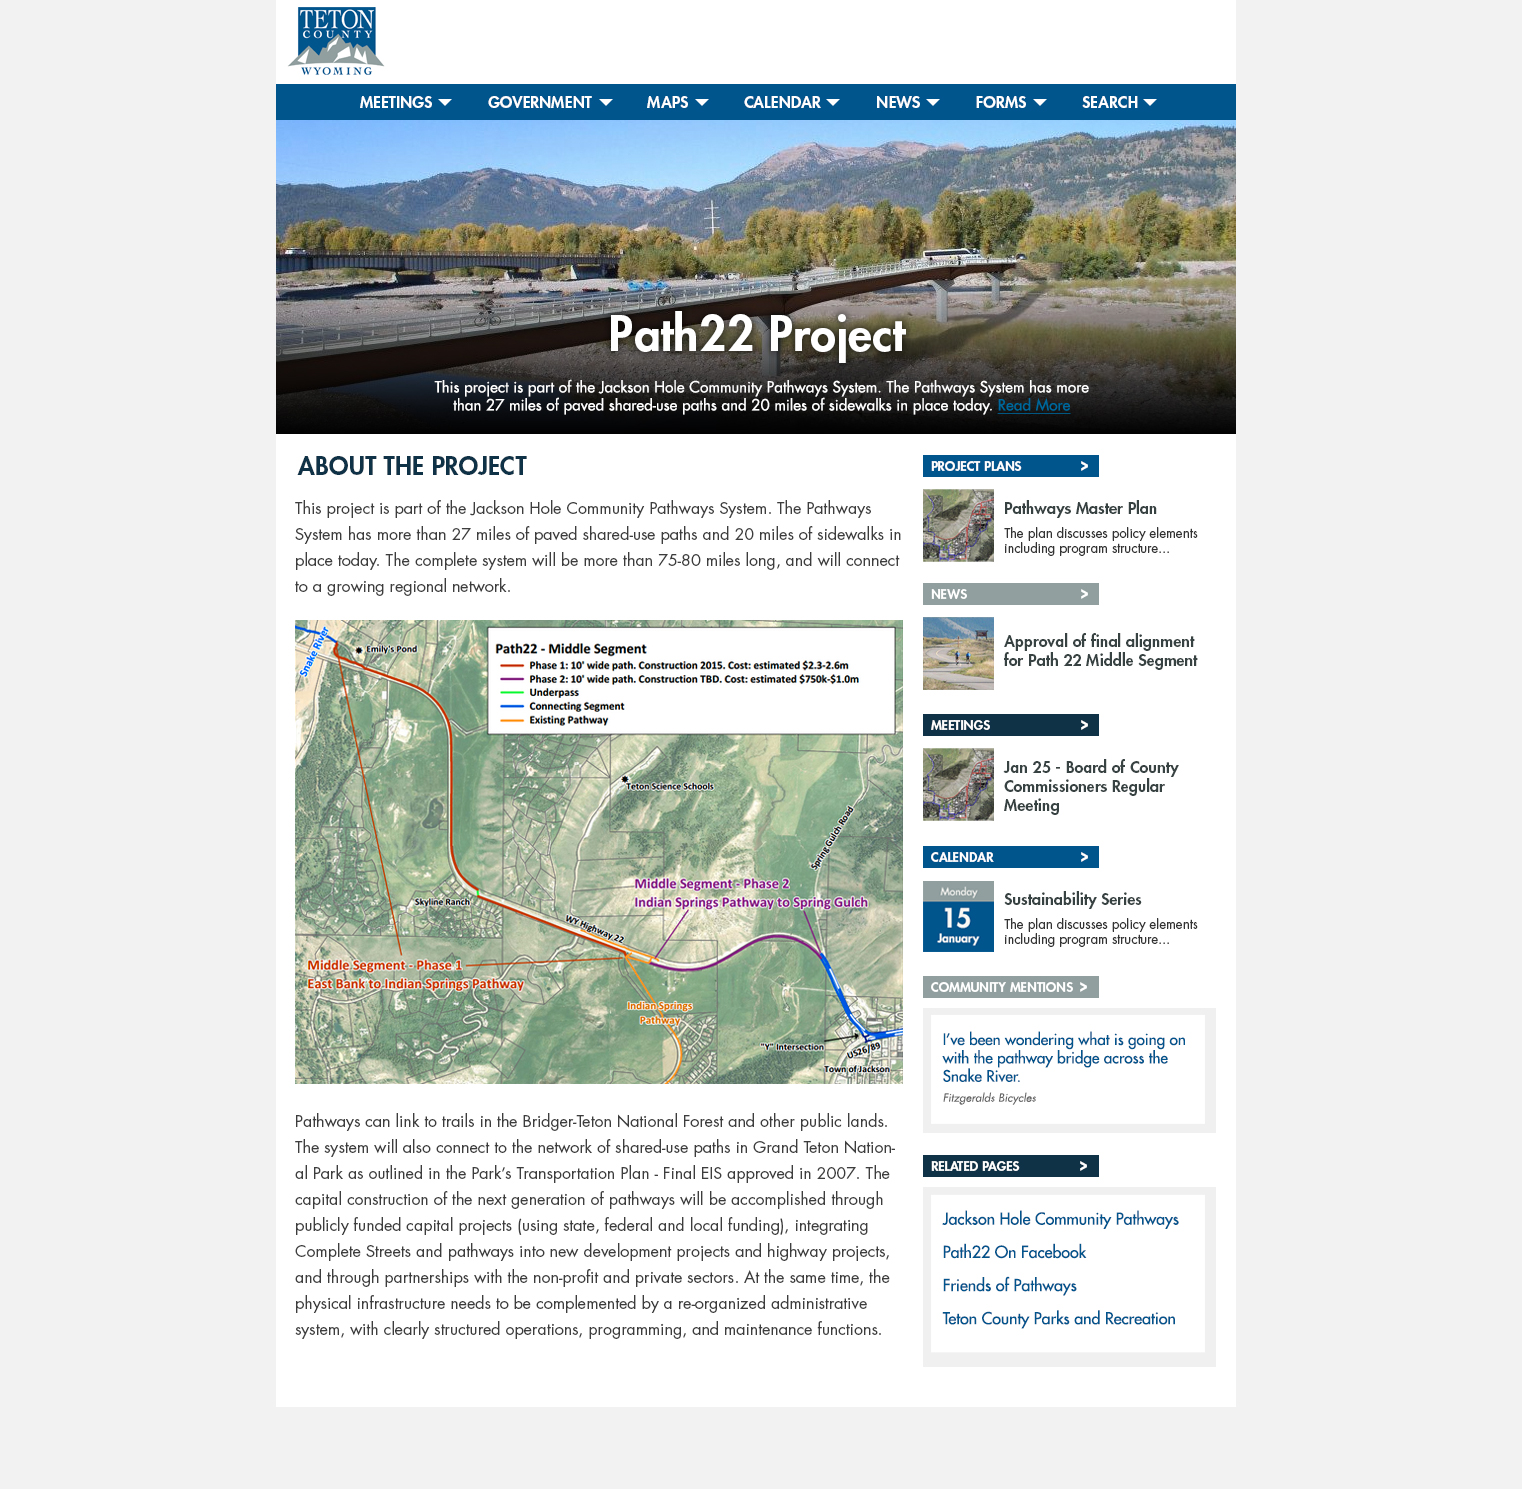 TETON
COUNTY
WYOMING
MEETINGS
GOVERNMENT
MAPS
CALENDAR
NEWS
FORMS
SEARCH
Path22 Project
This project is part of the Jackson Hole Community Pathways System. The Pathways System has more
than 27 miles of paved shared-use paths and 20 miles of sidewalks in place today. Read More
ABOUT THE PROJECT
This project is part of the Jackson Hole Community Pathways System. The Pathways
System has more than 27 miles of paved shared-use paths and 20 miles of sidewalks in
place today. The complete system will be more than 75-80 miles long, and will connect
to a growing regional network.
Snake River
Emily's Pond
Path22 - Middle Segment
Phase 1: 10' wide path. Construction 2015. Cost: estimated $2.3-2.6m
Phase 2: 10' wide path. Construction TBD. Cost: estimated $750k-$1.0m
Underpass
Connecting Segment
Existing Pathway
Teton Science Schools
Spring Gulch Road
Middle Segment - Phase 2
Indian Springs Pathway to Spring Gulch
Skyline Ranch
WY Highway 22
Middle Segment - Phase 1
East Bank to Indian Springs Pathway
Indian Springs
Pathway
"Y" Intersection
US26/89
Town of Jackson
Pathways can link to trails in the Bridger-Teton National Forest and other public lands.
The system will also connect to the network of shared-use paths in Grand Teton Nation-
al Park as outlined in the Park's Transportation Plan - Final EIS approved in 2007. The
capital construction of the next generation of pathways will be accomplished through
publicly funded capital projects (using state, federal and local funding), integrating
Complete Streets and pathways into new development projects and highway projects,
and through partnerships with the non-profit and private sectors. At the same time, the
physical infrastructure needs to be complemented by a re-organized administrative
system, with clearly structured operations, programming, and maintenance functions.
PROJECT PLANS >
Pathways Master Plan
The plan discusses policy elements
including program structure...
NEWS >
Approval of final alignment
for Path 22 Middle Segment
MEETINGS >
Jan 25 - Board of County
Commissioners Regular
Meeting
CALENDAR >
Monday
15
January
Sustainability Series
The plan discusses policy elements
including program structure...
COMMUNITY MENTIONS >
I've been wondering what is going on
with the pathway bridge across the
Snake River.
Fitzgeralds Bicycles
RELATED PAGES >
Jackson Hole Community Pathways
Path22 On Facebook
Friends of Pathways
Teton County Parks and Recreation